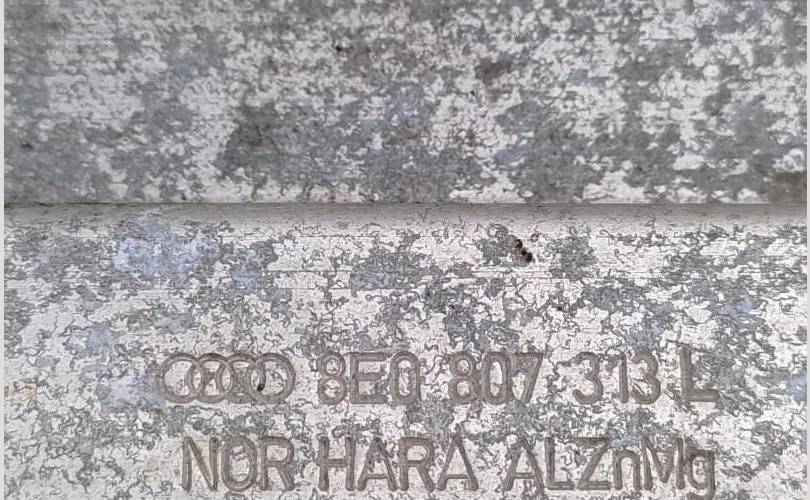 8E0 807 313 L
NOR HARA ALZnMg